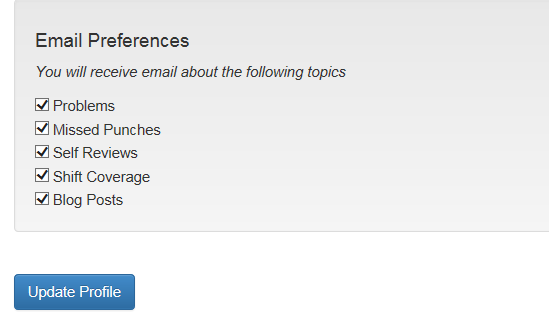 Email Preferences
You will receive email about the following topics
Problems
Missed Punches
Self Reviews
Shift Coverage
Blog Posts
Update Profile